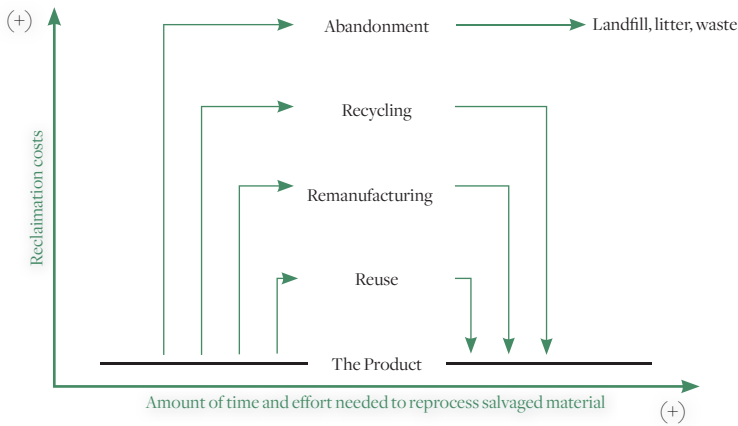 (+)
Abandonment
Landfill, litter, waste
Recycling
Reclaimation costs
Remanufacturing
Reuse
The Product
Amount of time and effort needed to reprocess salvaged material
(+)